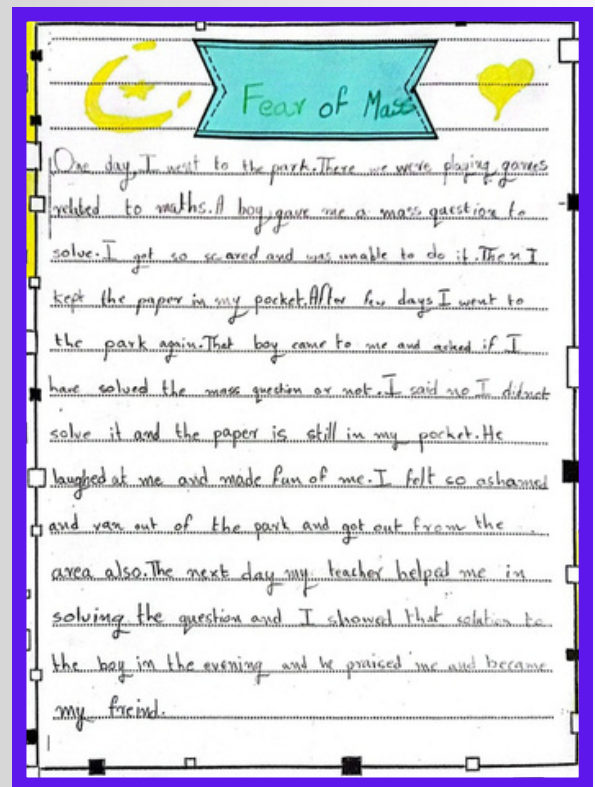 Fear of Mass
One day, I went to the park. There we were playing games
related to maths. A boy gave me a mass question to
solve. I get so scared and was unable to do it. Then I
kept the paper in my pocket. After few days I went to
the park again. That boy came to me and asked if I
have solved the mass question or not. I said no I didnot
solve it and the paper is still in my pocket. He
laughed at me and made fun of me. I felt so ashamed
and ran out of the park and got out from the
area also. The next day my teacher helped me in
solving the question and I showed that solution to
the boy in the evening and he praised me and became
my freind.